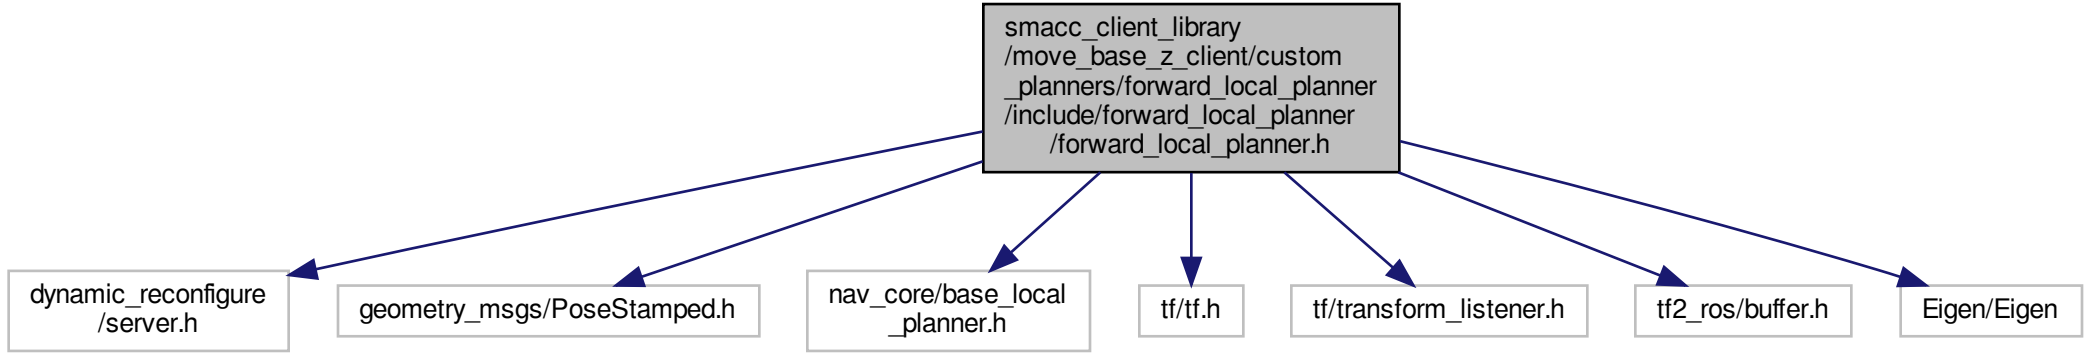 smacc_client_library
/move_base_z_client/custom
_planners/forward_local_planner
/include/forward_local_planner
/forward_local_planner.h
dynamic_reconfigure
/server.h
geometry_msgs/PoseStamped.h
nav_core/base_local
_planner.h
tf/tf.h
tf/transform_listener.h
tf2_ros/buffer.h
Eigen/Eigen